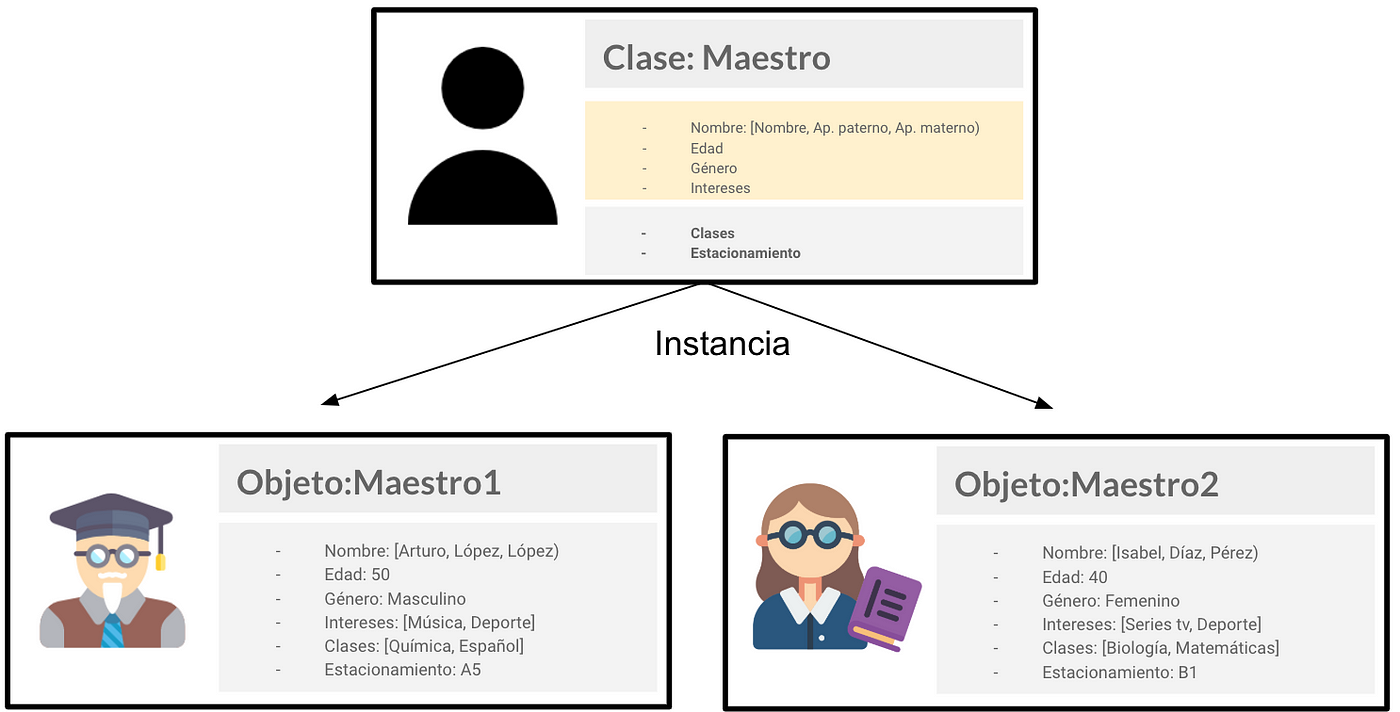 Clase: Maestro
- Nombre: [Nombre, Ap. paterno, Ap. materno)
- Edad
- Género
- Intereses
- Clases
- Estacionamiento
Instancia
Objeto:Maestro1
- Nombre: [Arturo, López, López)
- Edad: 50
- Género: Masculino
- Intereses: [Música, Deporte]
- Clases: [Química, Español]
- Estacionamiento: A5
Objeto:Maestro2
- Nombre: [Isabel, Díaz, Pérez)
- Edad: 40
- Género: Femenino
- Intereses: [Series tv, Deporte]
- Clases: [Biología, Matemáticas]
- Estacionamiento: B1